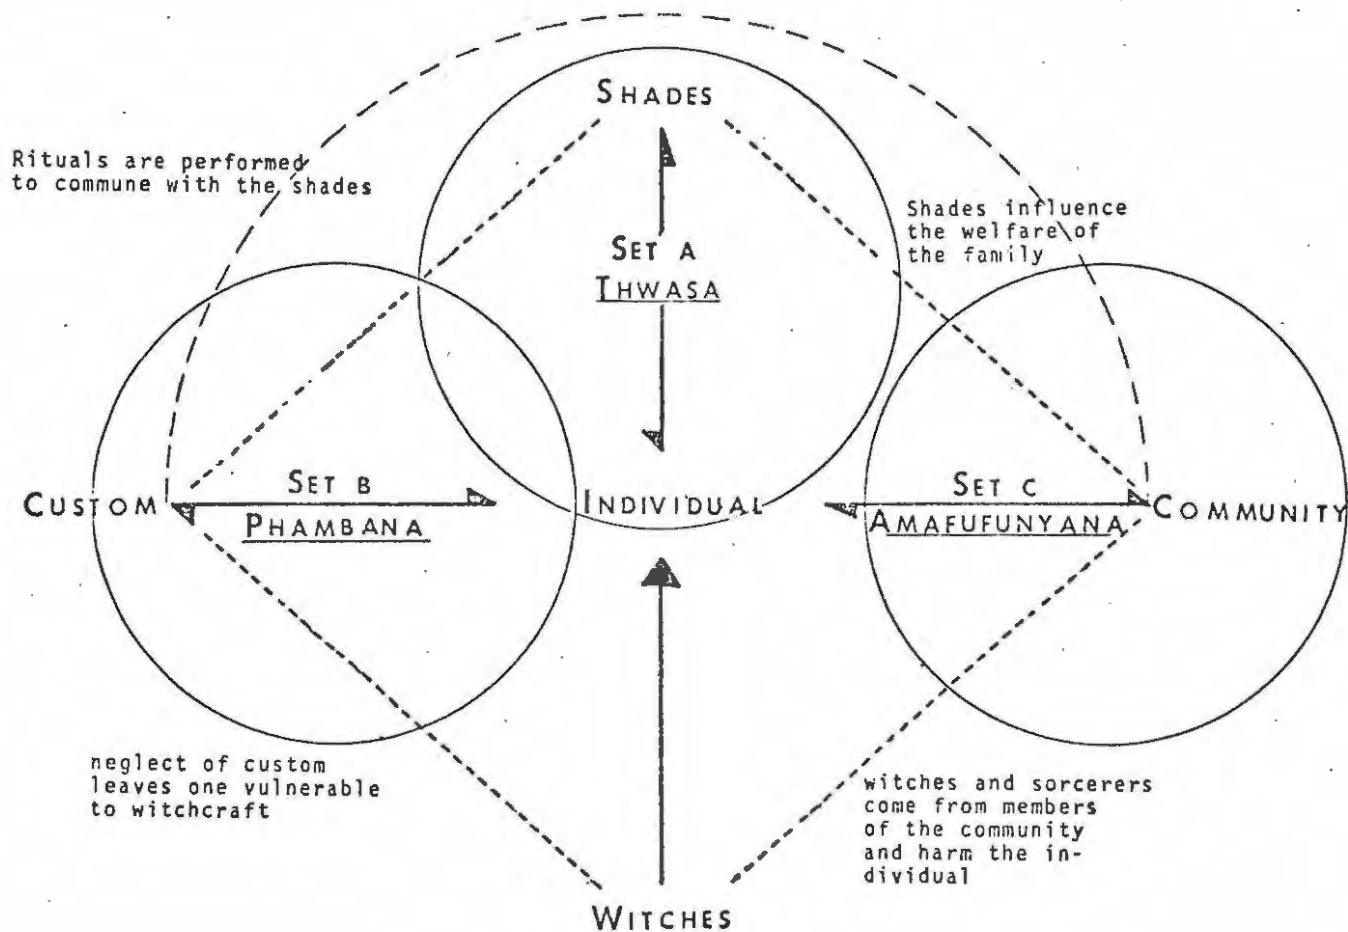 SHADES
Rituals are performed
to commune with the shades
Shades influence
the welfare of
the family
SET A
THWASA
CUSTOM
SET B
PHAMBANA
INDIVIDUAL
SET C
AMAFUFUNYANA
COMMUNITY
neglect of custom
leaves one vulnerable
to witchcraft
witches and sorcerers
come from members
of the community
and harm the in-
dividual
WITCHES